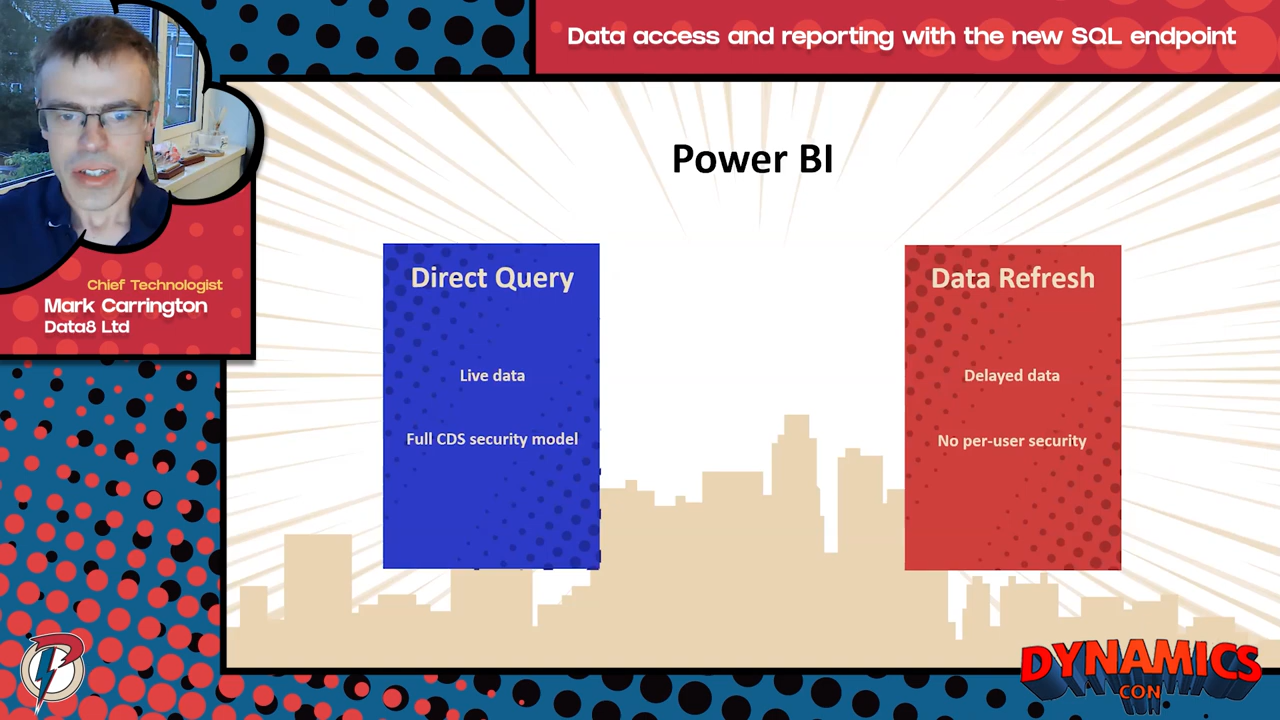 Data access and reporting with the new SQL endpoint
Chief Technologist
Mark Carrington
Data8 Ltd
Power BI
Direct Query
Live data
Full CDS security model
Data Refresh
Delayed data
No per-user security
DYNAMICS
CON